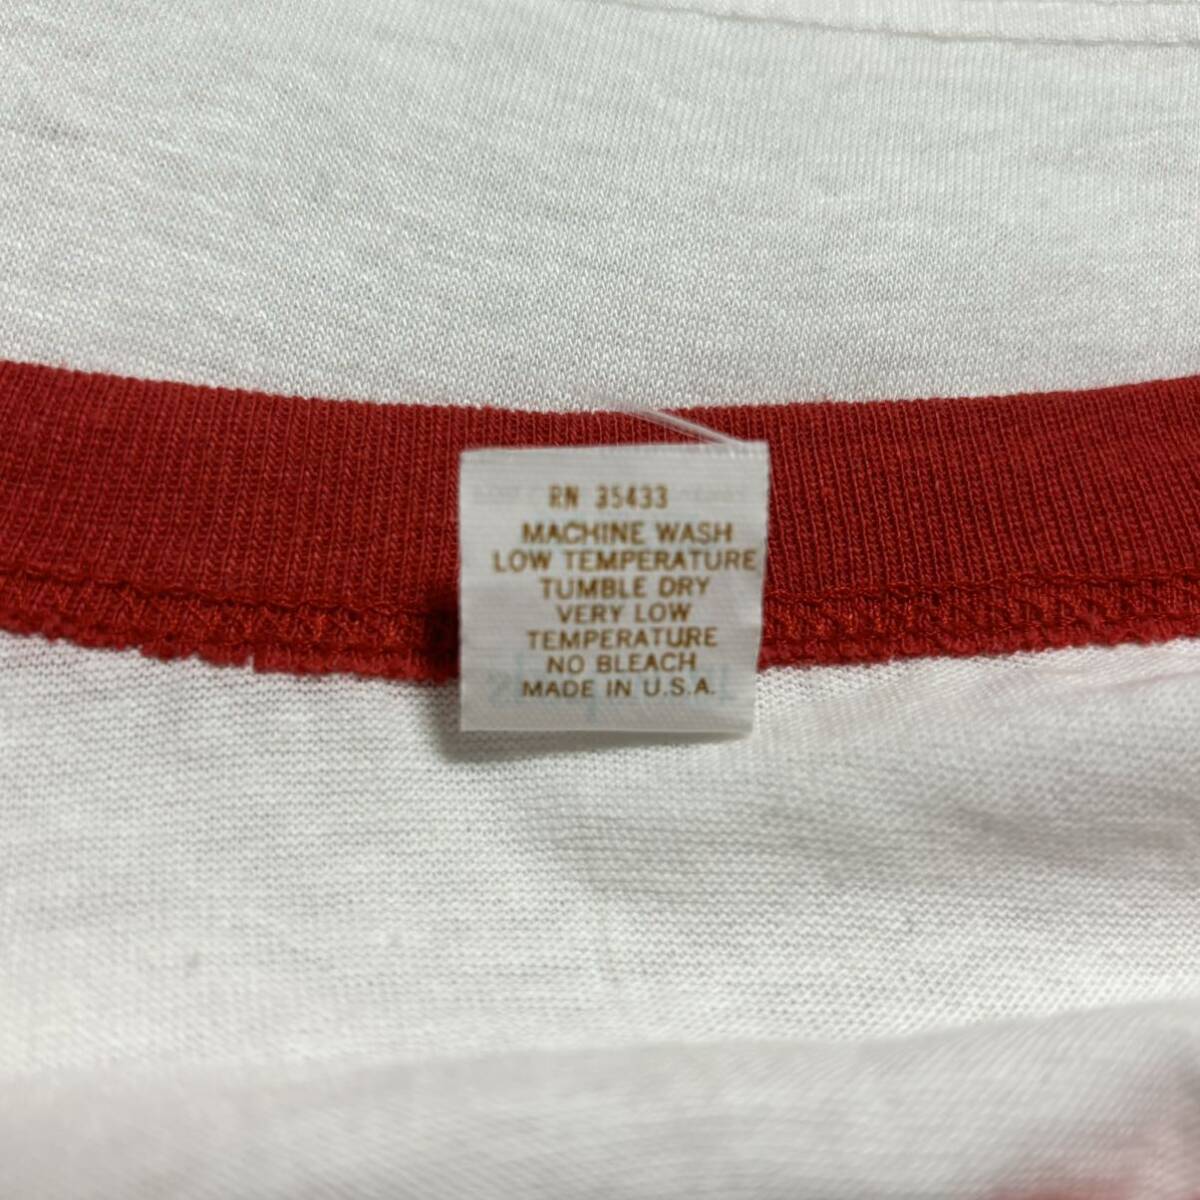 RN 35433
MACHINE WASH
LOW TEMPERATURE
TUMBLE DRY
VERY LOW
TEMPERATURE
NO BLEACH
MADE IN U.S.A.